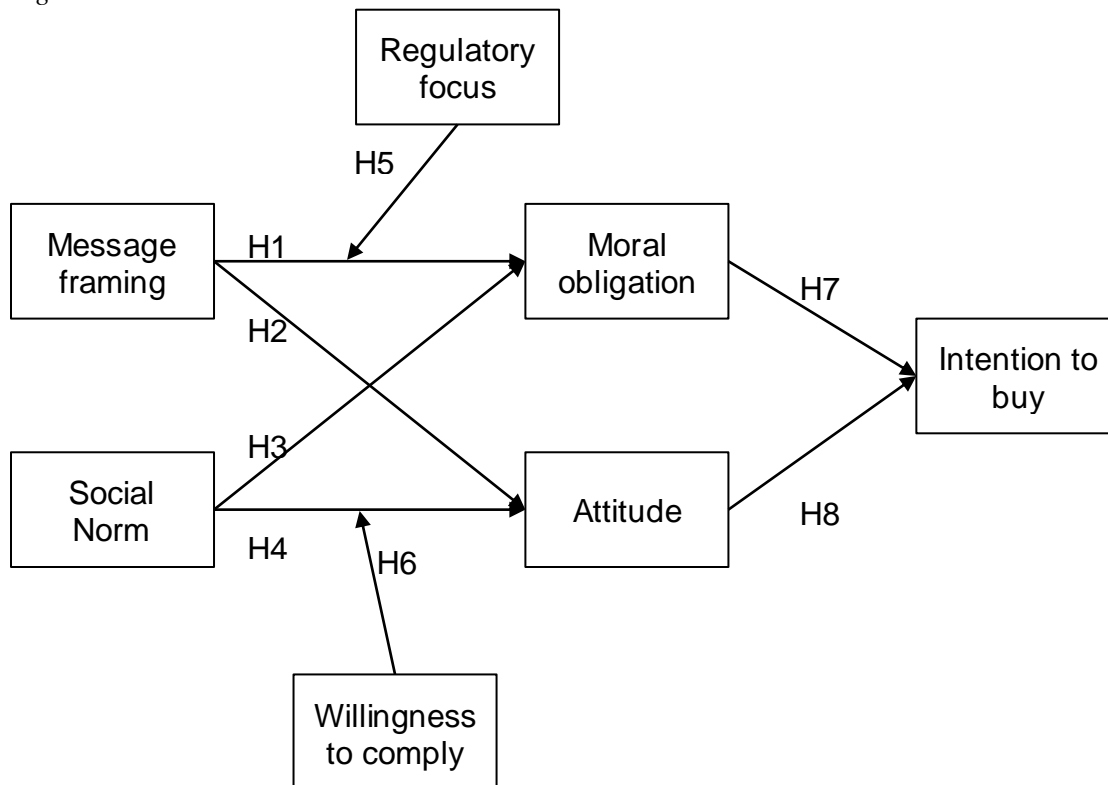 Regulatory
focus
H5
Message
framing
H1
Moral
obligation
H7
H2
Intention to
buy
H3
Social
Norm
Attitude
H4
H6
H8
Willingness
to comply